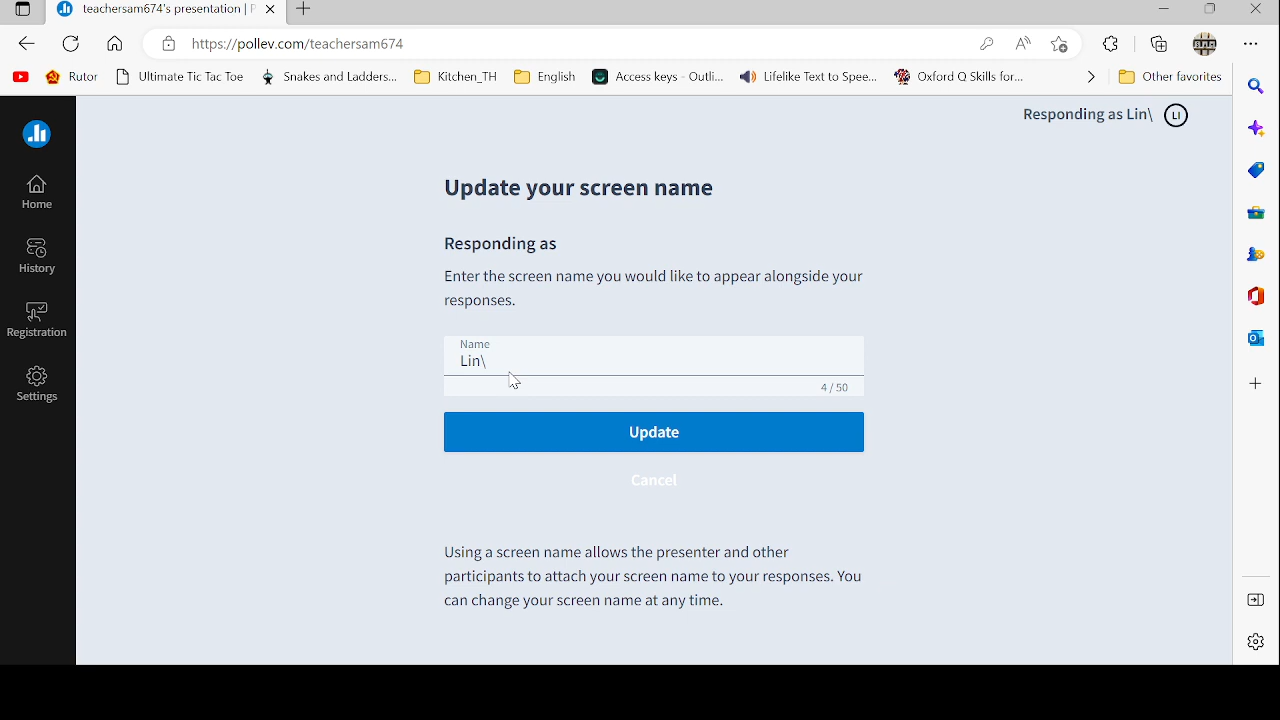 teachersam674's presentation | P
https://pollev.com/teachersam674
Rutor
Ultimate Tic Tac Toe
Snakes and Ladders...
Kitchen_TH
English
Access keys - Outli...
Lifelike Text to Spee...
Oxford Q Skills for...
Other favorites
Responding as Lin\
LI
Home
History
Registration
Settings
Update your screen name
Responding as
Enter the screen name you would like to appear alongside your
responses.
Name
Lin\
4 / 50
Update
Cancel
Using a screen name allows the presenter and other
participants to attach your screen name to your responses. You
can change your screen name at any time.